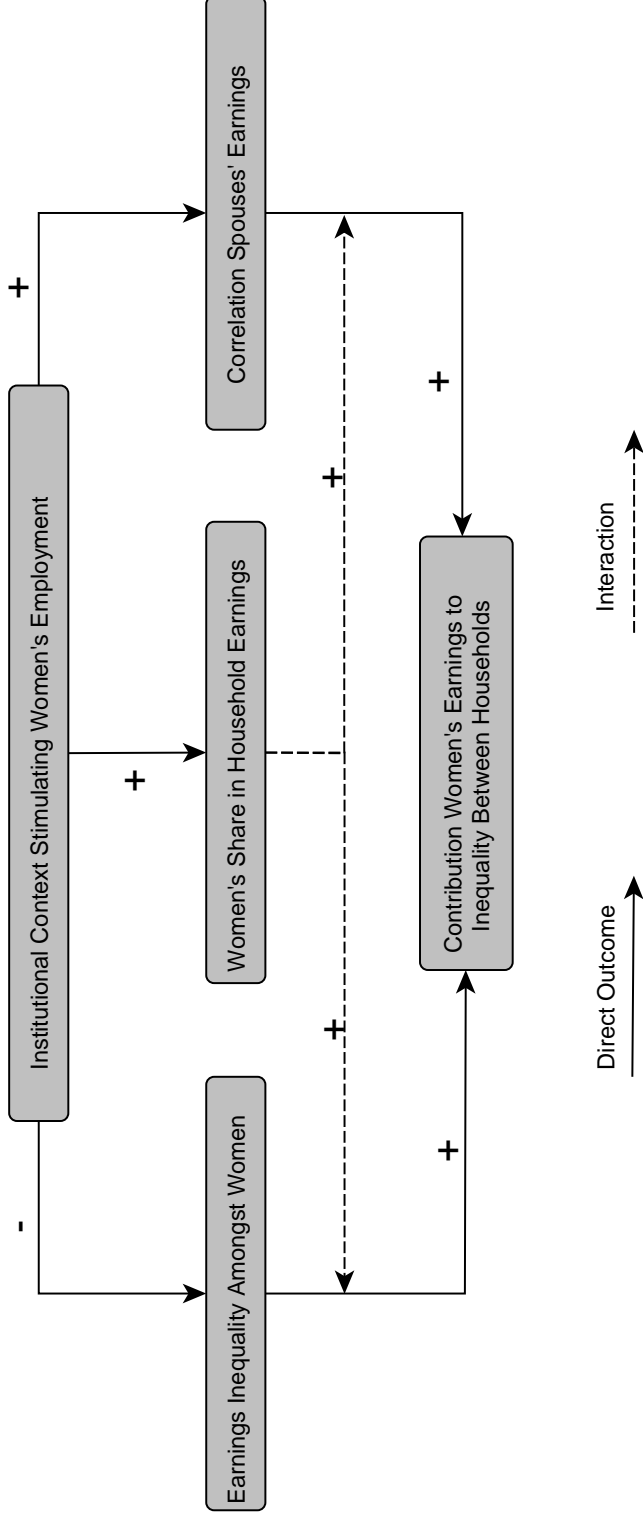 Institutional Context Stimulating Women's Employment
-
+
+
Earnings Inequality Amongst Women
Women's Share in Household Earnings
Correlation Spouses' Earnings
+
+
+
+
Contribution Women's Earnings to
Inequality Between Households
Direct Outcome
Interaction